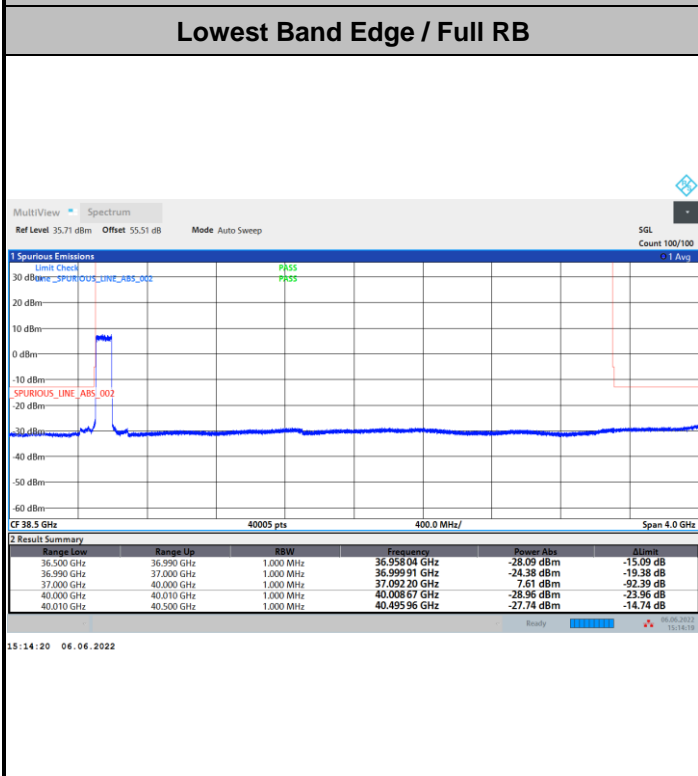 Lowest Band Edge / Full RB
MultiView Spectrum
Ref Level 35.71 dBm Offset 55.51 dB Mode Auto Sweep SGL
Count 100/100
1 Spurious Emissions 1 Avg
Limit Check PASS
30 dBm Line _SPURIOUS_LINE_ABS_002 PASS
20 dBm
10 dBm
0 dBm
-10 dBm
_SPURIOUS_LINE_ABS_002
-20 dBm
-30 dBm
-40 dBm
-50 dBm
-60 dBm
CF 38.5 GHz 40005 pts 400.0 MHz/ Span 4.0 GHz
2 Result Summary
Range Low Range Up RBW Frequency Power Abs ΔLimit
36.500 GHz 36.990 GHz 1.000 MHz 36.958 04 GHz -28.09 dBm -15.09 dB
36.990 GHz 37.000 GHz 1.000 MHz 36.999 91 GHz -24.38 dBm -19.38 dB
37.000 GHz 40.000 GHz 1.000 MHz 37.092 20 GHz 7.61 dBm -92.39 dB
40.000 GHz 40.010 GHz 1.000 MHz 40.008 67 GHz -28.96 dBm -23.96 dB
40.010 GHz 40.500 GHz 1.000 MHz 40.495 96 GHz -27.74 dBm -14.74 dB
Ready 06.06.2022
15:14:19
15:14:20 06.06.2022